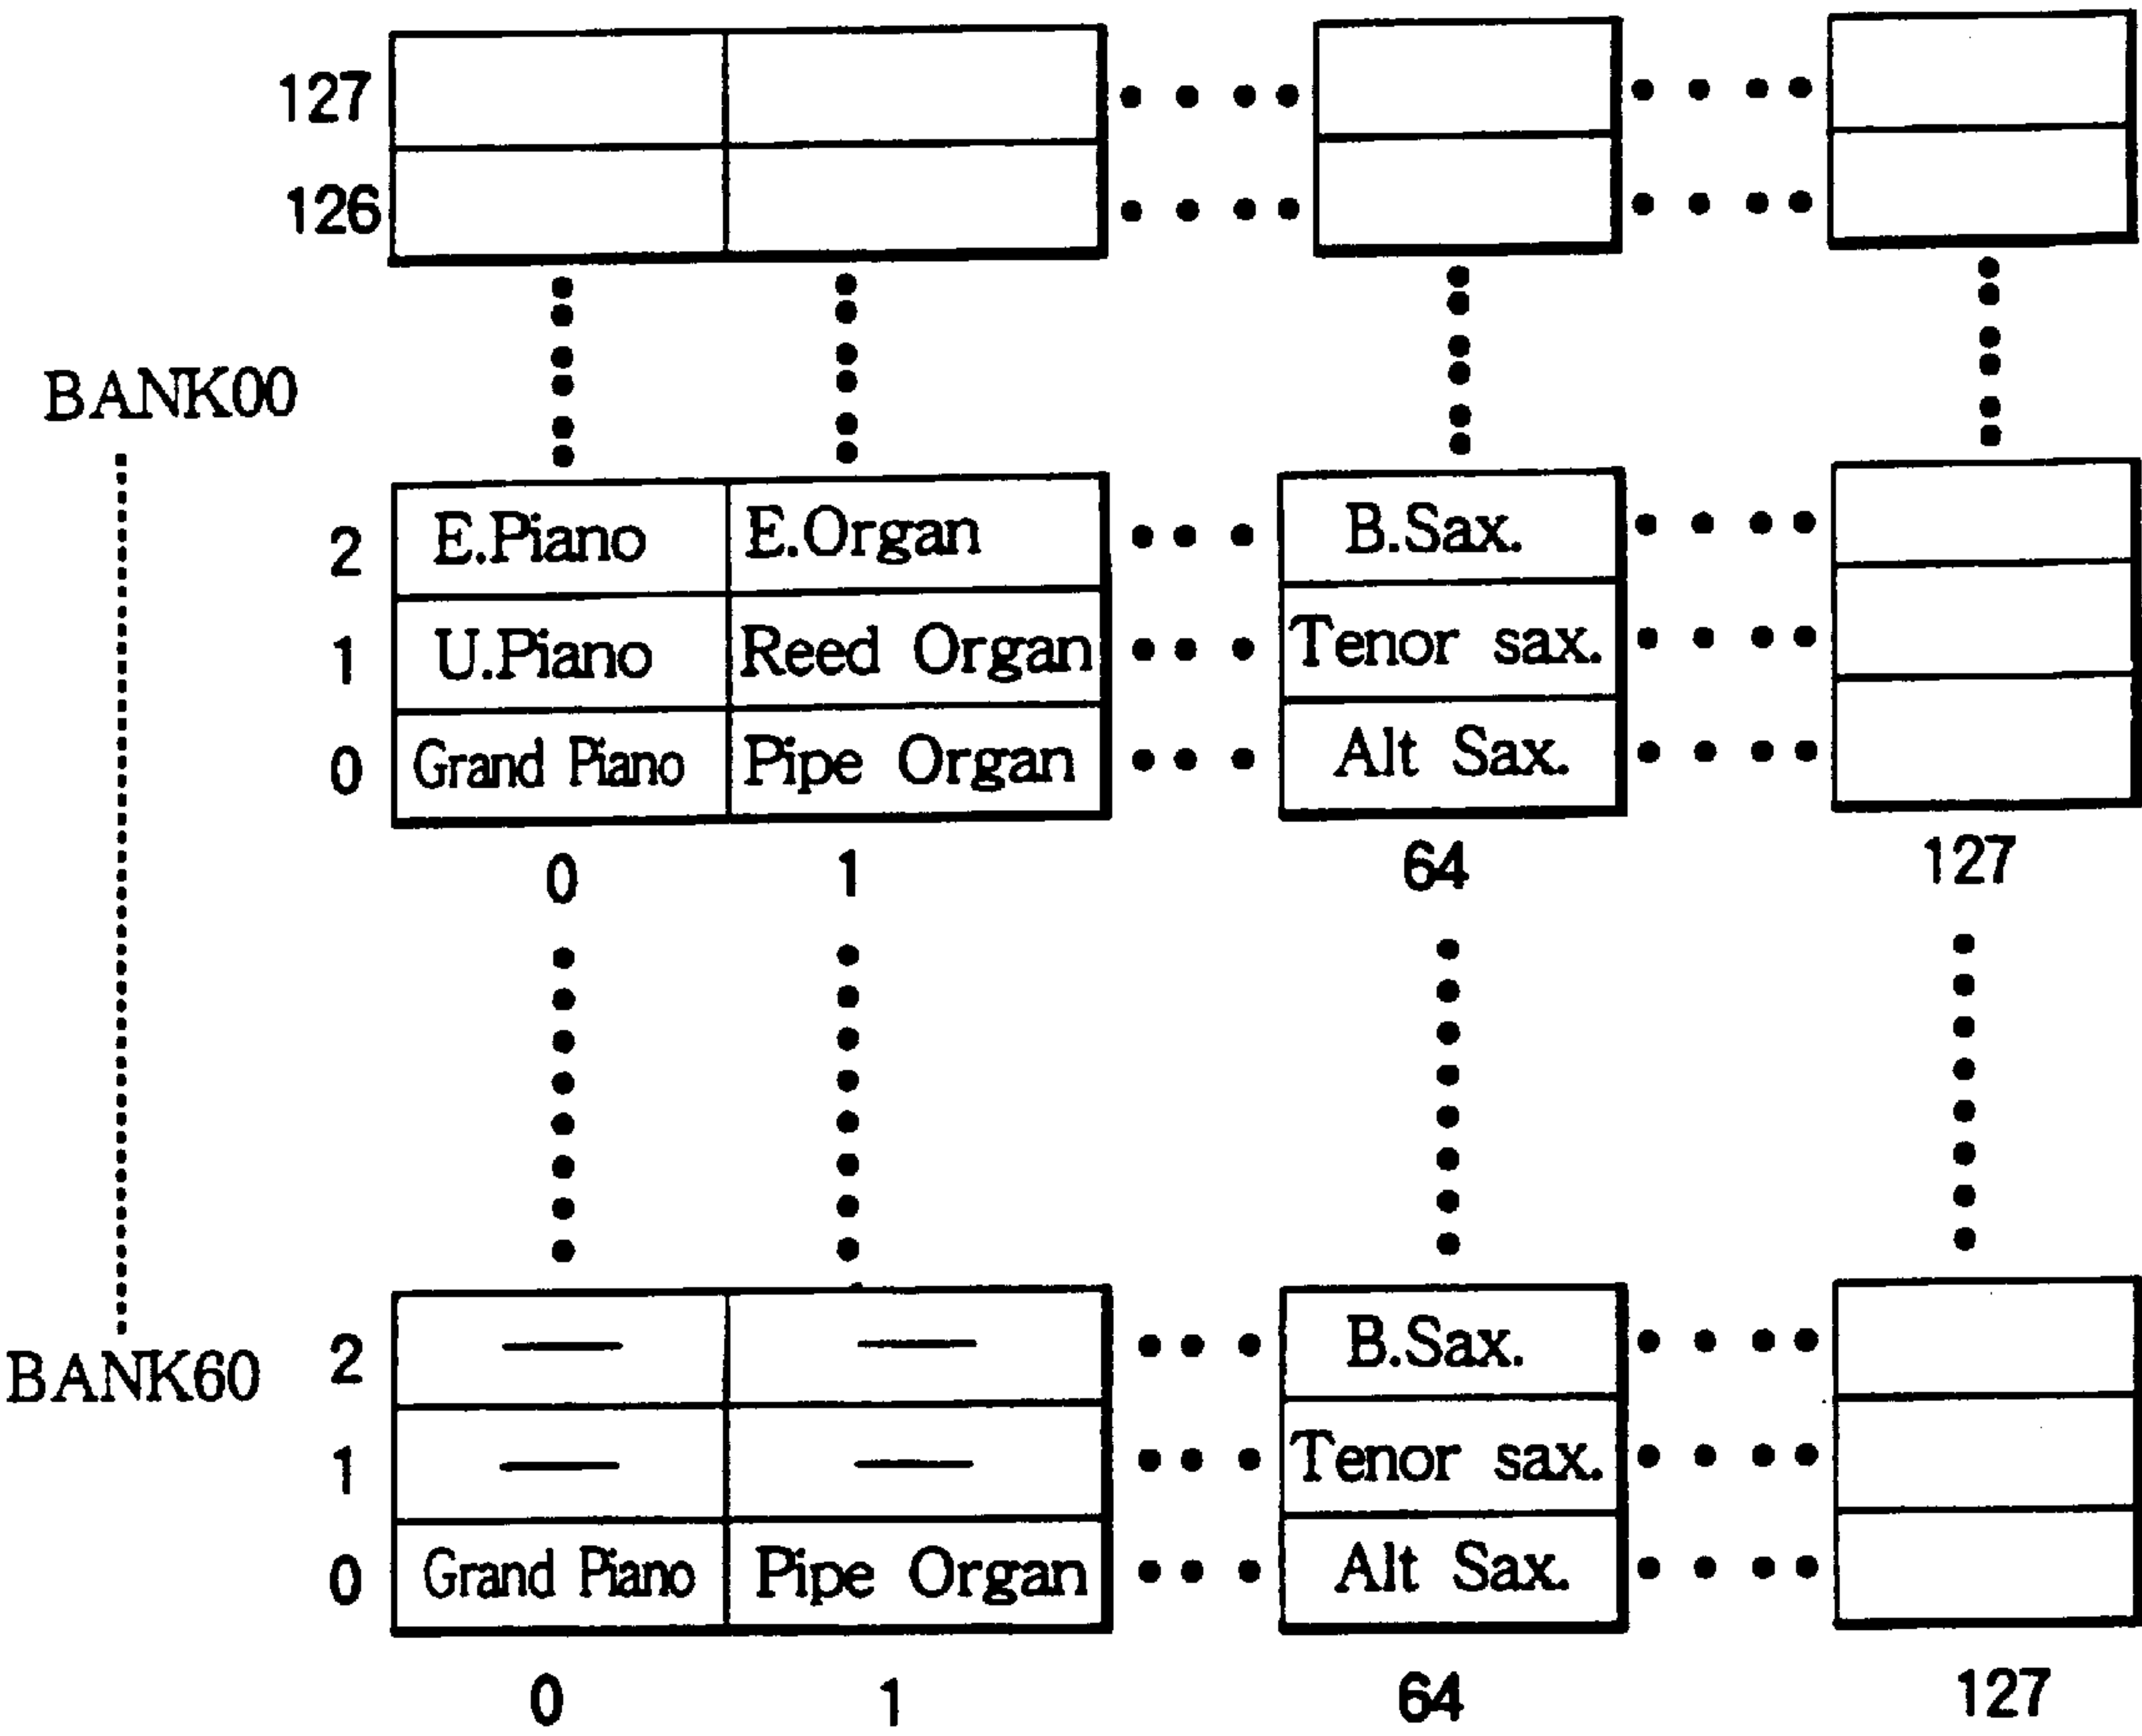 127
126
BANK00
2 E.Piano E.Organ B.Sax.
1 U.Piano Reed Organ Tenor sax.
0 Grand Piano Pipe Organ Alt Sax.
0 1 64 127
BANK60
2 — — B.Sax.
1 — — Tenor sax.
0 Grand Piano Pipe Organ Alt Sax.
0 1 64 127